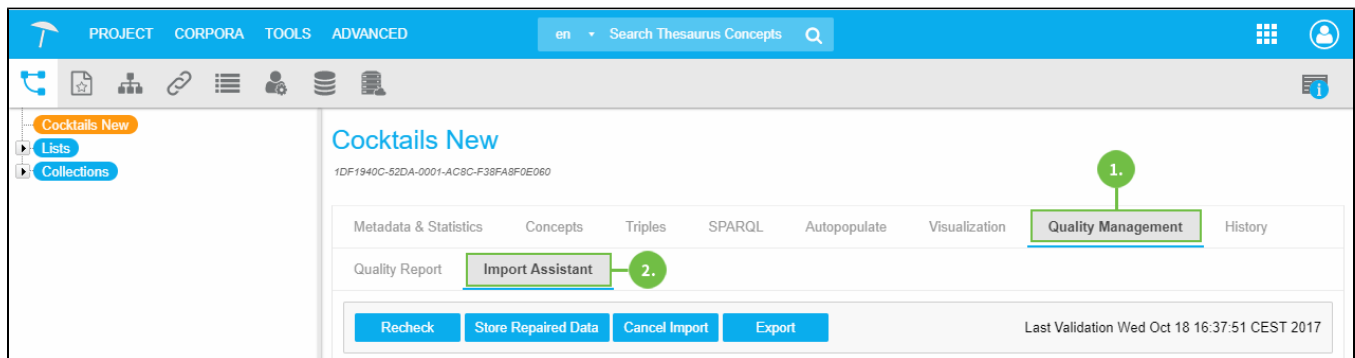 PROJECT CORPORA TOOLS ADVANCED en Search Thesaurus Concepts
Cocktails New
Lists
Collections
Cocktails New
1DF1940C-52DA-0001-AC8C-F38FA8F0E060
1.
Metadata & Statistics Concepts Triples SPARQL Autopopulate Visualization Quality Management History
Quality Report Import Assistant 2.
Recheck Store Repaired Data Cancel Import Export Last Validation Wed Oct 18 16:37:51 CEST 2017